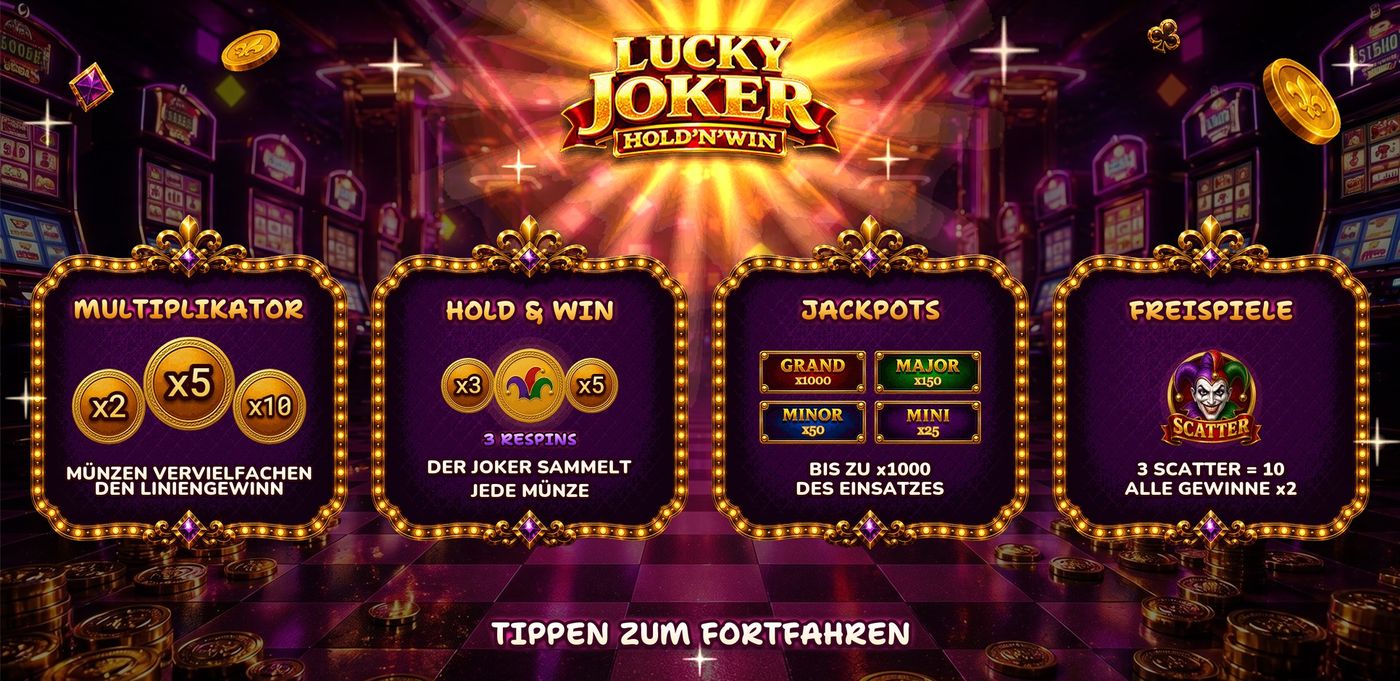 LUCKY
JOKER
HOLD'N'WIN
MULTIPLIKATOR
x2
x5
x10
MÜNZEN VERVIELFACHEN
DEN LINIENGEWINN
HOLD & WIN
x3
x5
3 RESPINS
DER JOKER SAMMELT
JEDE MÜNZE
JACKPOTS
GRAND
x1000
MAJOR
x150
MINOR
x50
MINI
x25
BIS ZU x1000
DES EINSATZES
FREISPIELE
SCATTER
3 SCATTER = 10
ALLE GEWINNE x2
TIPPEN ZUM FORTFAHREN